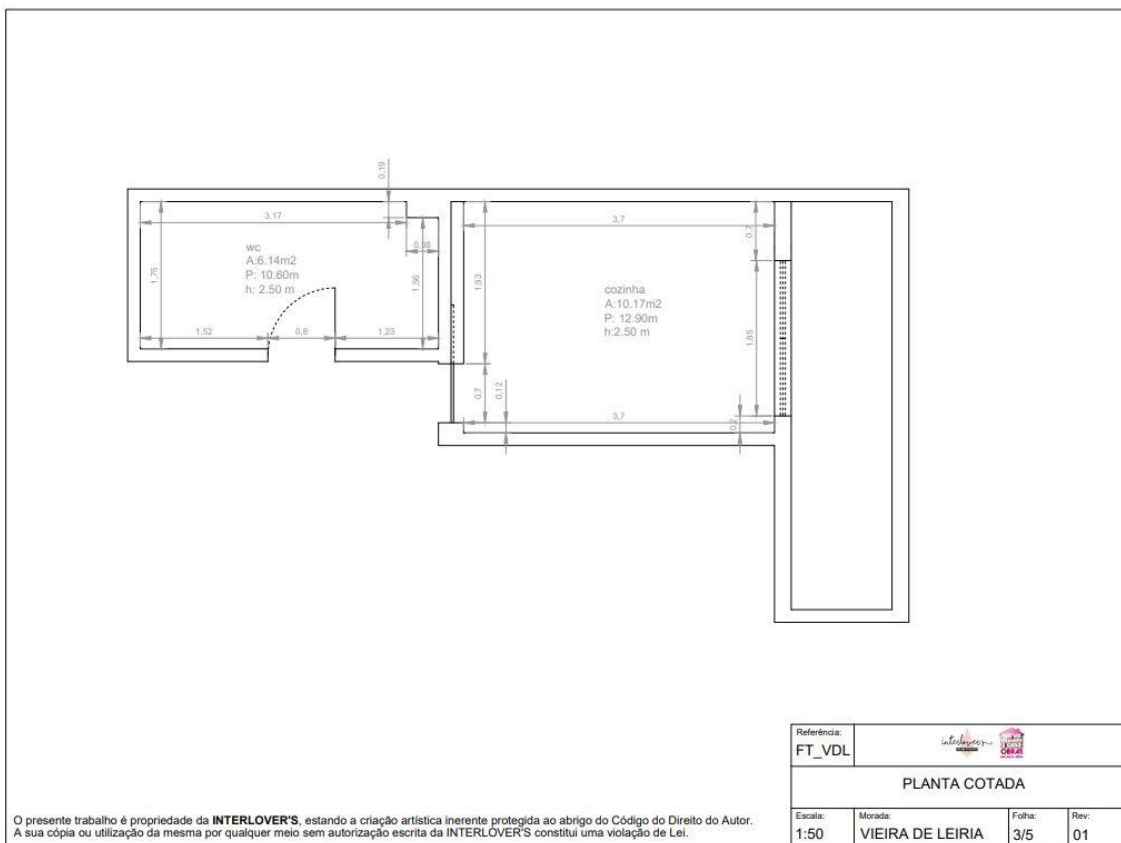 0.19
3,17
3,7
0.7
wc
A:6.14m2
P: 10.60m
h: 2.50 m
0.38
1,75
1.56
1.93
cozinha
A:10.17m2
P: 12.90m
h:2.50 m
1.85
1,52
0,8
1.23
0,7
0,12
3,7
0.2
Referência:
FT_VDL
interlovers
OBRAS
PLANTA COTADA
O presente trabalho é propriedade da INTERLOVER'S, estando a criação artística inerente protegida ao abrigo do Código do Direito do Autor.
A sua cópia ou utilização da mesma por qualquer meio sem autorização escrita da INTERLOVER'S constitui uma violação de Lei.
Escala:
1:50
Morada:
VIEIRA DE LEIRIA
Folha:
3/5
Rev:
01